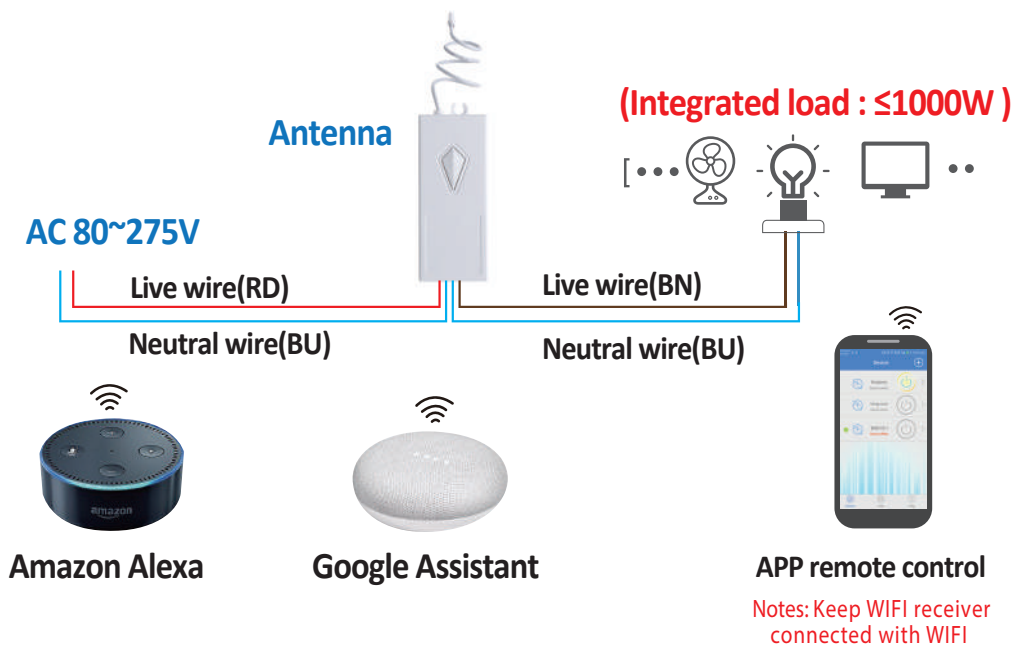 (Integrated load : ≤1000W )
Antenna
AC 80~275V
Live wire(RD)
Live wire(BN)
Neutral wire(BU)
Neutral wire(BU)
amazon
Amazon Alexa
Google Assistant
APP remote control
Notes: Keep WIFI receiver
connected with WIFI